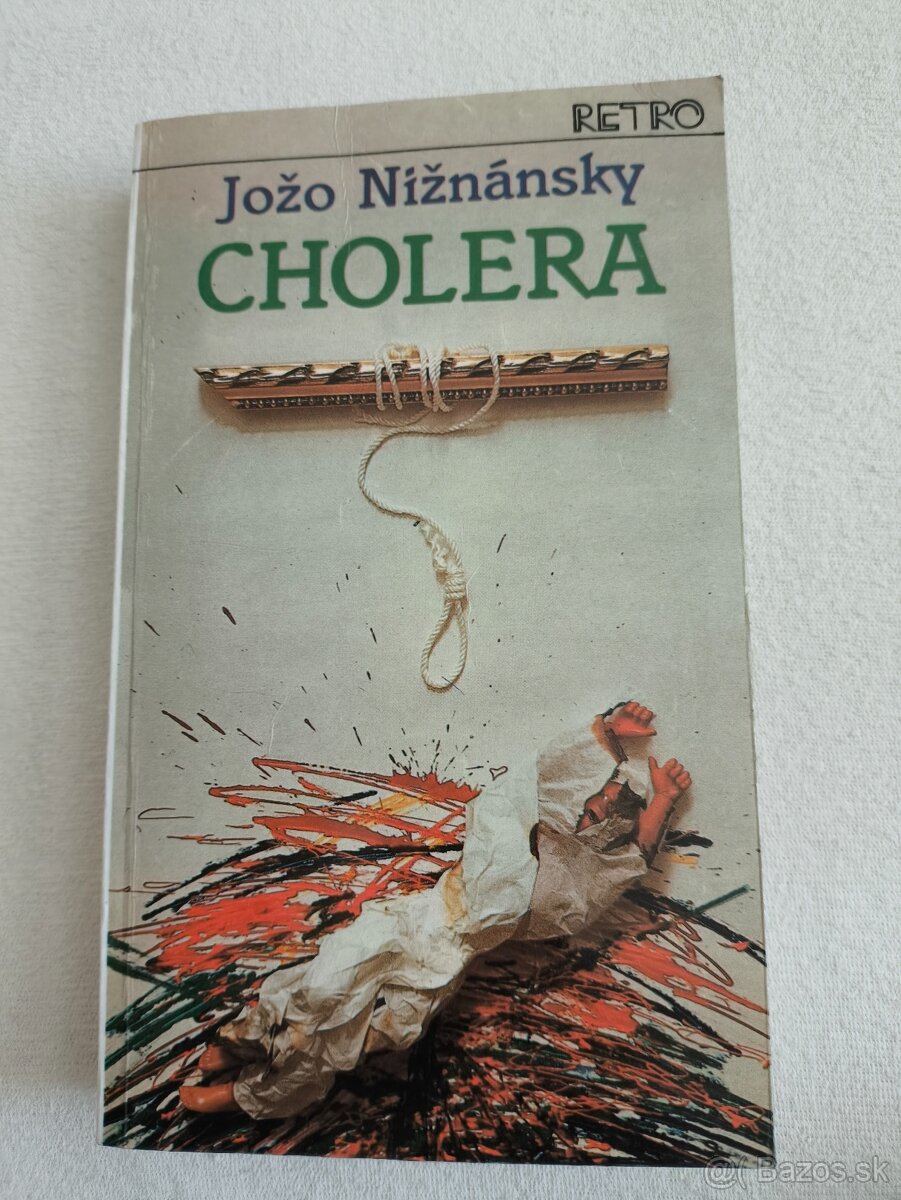 RETRO
Jožo Nižnánsky
CHOLERA
@( Bazos.sk